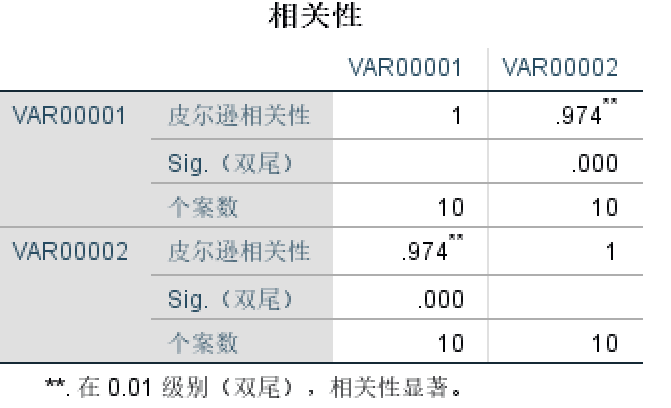 相关性
VAR00001 VAR00002
VAR00001 皮尔逊相关性 1 .974**
Sig.（双尾） .000
个案数 10 10
VAR00002 皮尔逊相关性 .974** 1
Sig.（双尾） .000
个案数 10 10
**. 在 0.01 级别（双尾），相关性显著。